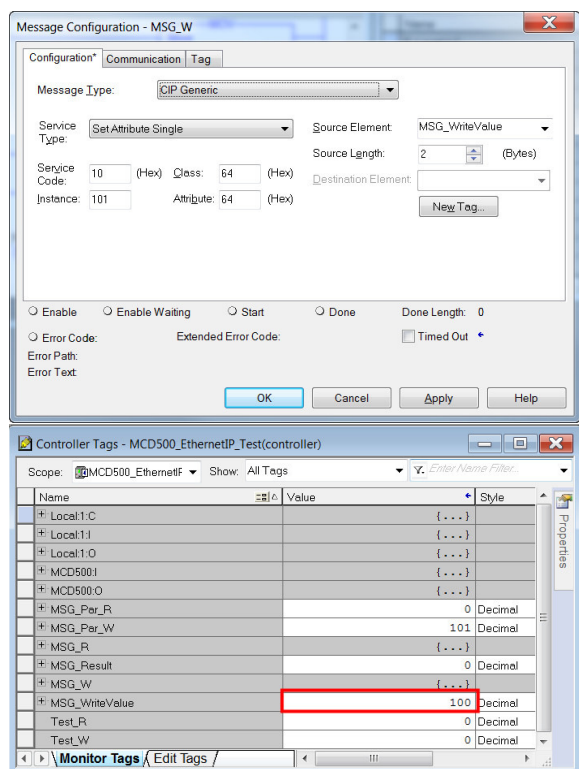 Message Configuration - MSG_W
Configuration* Communication Tag
Message Type: CIP Generic
Service Type: Set Attribute Single Source Element: MSG_WriteValue
Source Length: 2 (Bytes)
Service Code: 10 (Hex) Class: 64 (Hex) Destination Element:
Instance: 101 Attribute: 64 (Hex) New Tag...
Enable Enable Waiting Start Done Done Length: 0
Error Code: Extended Error Code: Timed Out
Error Path:
Error Text:
OK Cancel Apply Help
Controller Tags - MCD500_EthernetIP_Test(controller)
Scope: MCD500_EthernetIF Show: All Tags Enter Name Filter...
Name Value Style
Local:1:C {...}
Local:1:I {...}
Local:1:O {...}
MCD500:I {...}
MCD500:O {...}
MSG_Par_R 0 Decimal
MSG_Par_W 101 Decimal
MSG_R {...}
MSG_Result 0 Decimal
MSG_W {...}
MSG_WriteValue 100 Decimal
Test_R 0 Decimal
Test_W 0 Decimal
Monitor Tags Edit Tags
Properties